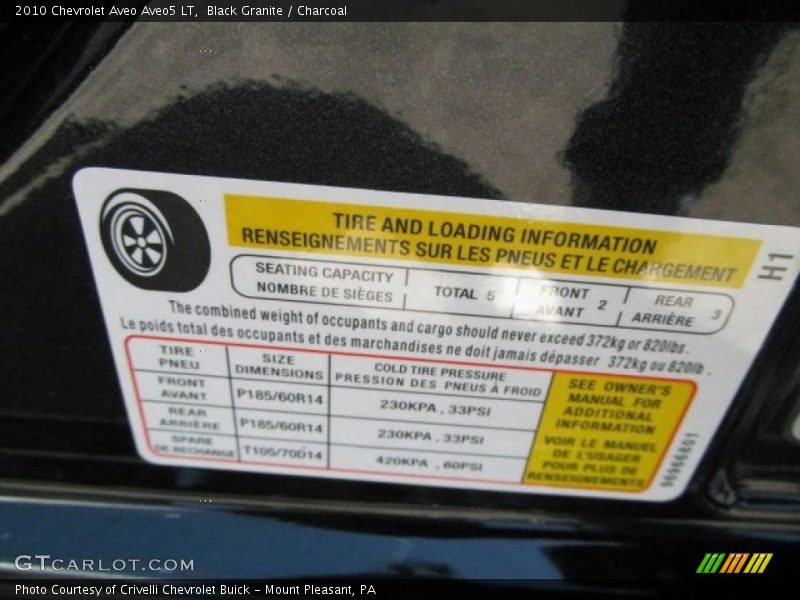 2010 Chevrolet Aveo Aveo5 LT,  Black Granite / Charcoal
TIRE AND LOADING INFORMATION
RENSEIGNEMENTS SUR LES PNEUS ET LE CHARGEMENT
H1
SEATING CAPACITY
NOMBRE DE SIÈGES
TOTAL 5
FRONT
AVANT
2
REAR
ARRIÈRE
3
The combined weight of occupants and cargo should never exceed 372kg or 820lbs.
Le poids total des occupants et des marchandises ne doit jamais dépasser 372kg ou 820lb.
TIRE
PNEU
SIZE
DIMENSIONS
COLD TIRE PRESSURE
PRESSION DES PNEUS À FROID
FRONT
AVANT
P185/60R14
230KPA , 33PSI
REAR
ARRIÈRE
P185/60R14
230KPA , 33PSI
SPARE
DE RECHANGE
T105/70D14
420KPA , 60PSI
SEE OWNER'S
MANUAL FOR
ADDITIONAL
INFORMATION
VOIR LE MANUEL
DE L'USAGER
POUR PLUS DE
RENSEIGNEMENTS
96966801
GTCARLOT.COM
Photo Courtesy of Crivelli Chevrolet Buick - Mount Pleasant, PA